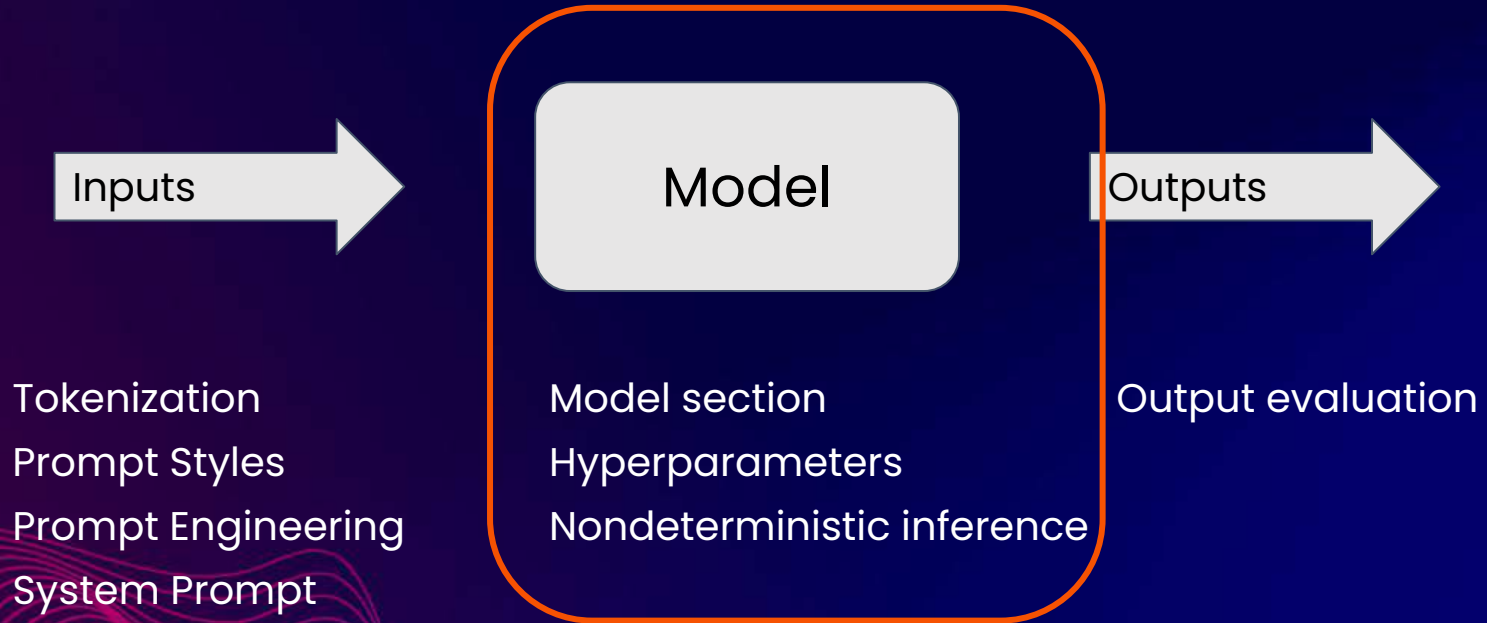 Inputs
Model
Outputs
Tokenization
Prompt Styles
Prompt Engineering
System Prompt
Model section
Hyperparameters
Nondeterministic inference
Output evaluation